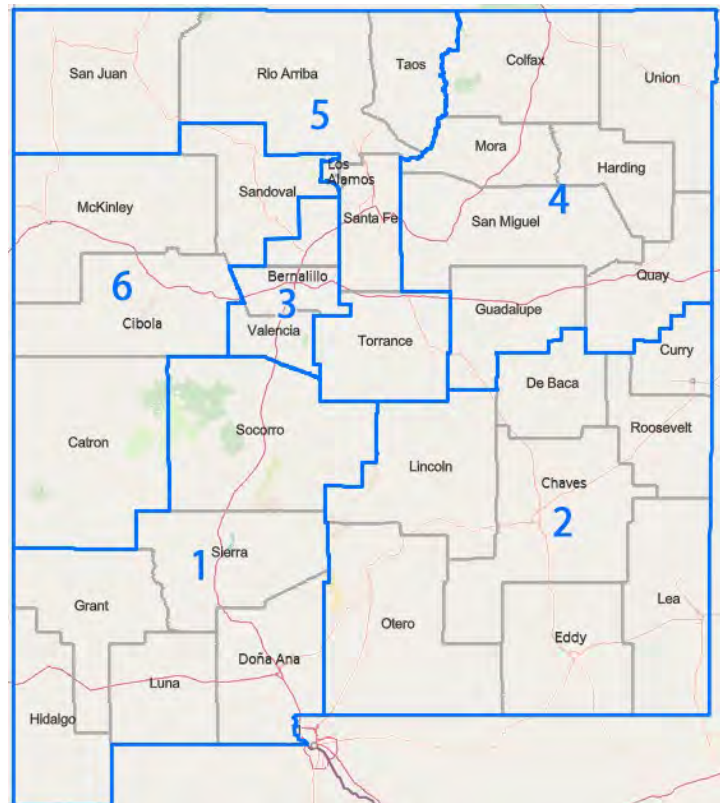 San Juan
Rio Arriba
Taos
Colfax
Union
5
Mora
Harding
Los
Alamos
Sandoval
McKinley
Santa Fe
San Miguel
4
Bernalillo
Quay
6
3
Guadalupe
Cibola
Valencia
Torrance
Curry
De Baca
Roosevelt
Catron
Socorro
Lincoln
Chaves
2
1
Sierra
Grant
Otero
Lea
Eddy
Doña Ana
Luna
Hidalgo